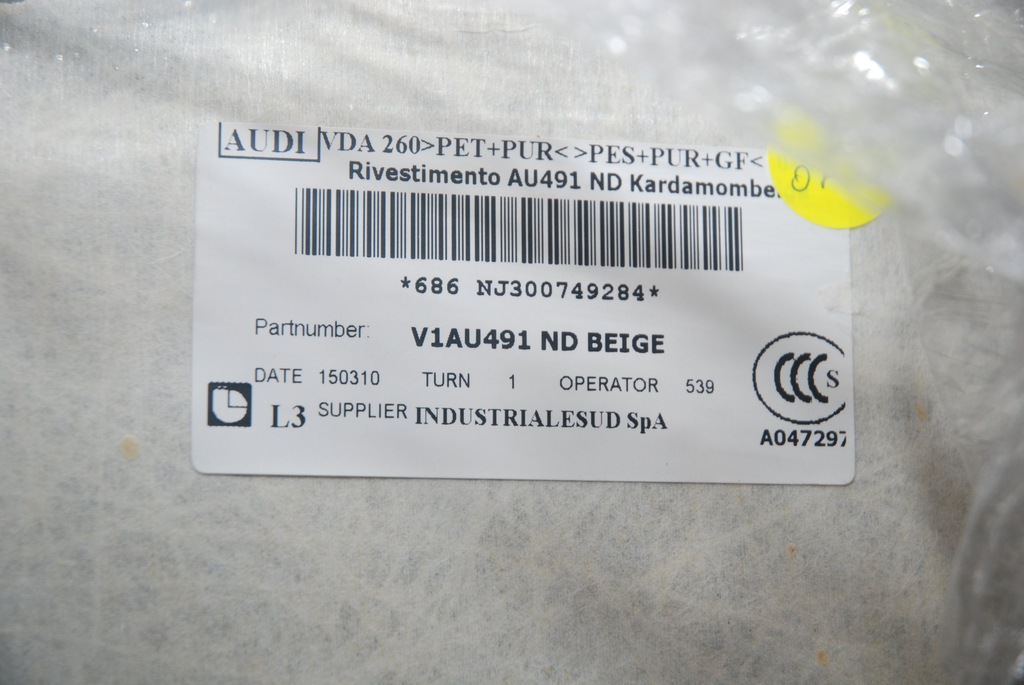 AUDI VDA 260>PET+PUR<>PES+PUR+GF<
Rivestimento AU491 ND
*686 NJ300749284*
Partnumber: V1AU491 ND BEIGE
DATE 150310 TURN 1 OPERATOR 539
L3 SUPPLIER INDUSTRIALESUD SpA
CCC S
A047297